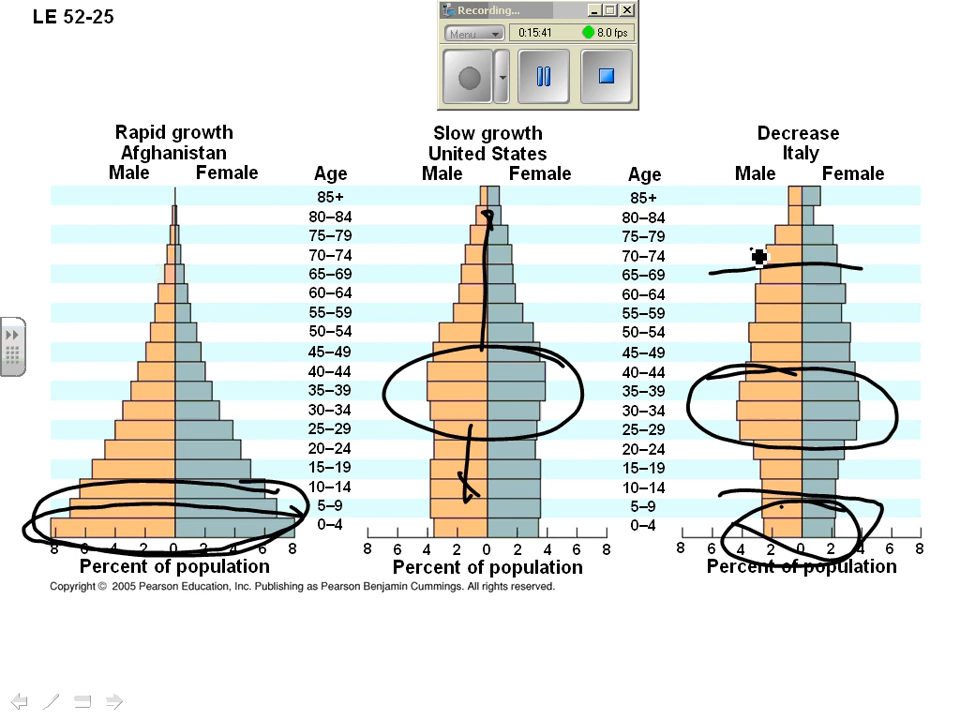 LE 52-25
Recording...
Menu
0:15:41
8.0 fps
Rapid growth
Afghanistan
Male Female
Age
Slow growth
United States
Male Female
Age
Decrease
Italy
Male Female
85+ 85+
80–84 80–84
75–79 75–79
70–74 70–74
65–69 65–69
60–64 60–64
55–59 55–59
50–54 50–54
45–49 45–49
40–44 40–44
35–39 35–39
30–34 30–34
25–29 25–29
20–24 20–24
15–19 15–19
10–14 10–14
5–9 5–9
0–4 0–4
8 6 4 2 0 2 4 6 8
8 6 4 2 0 2 4 6 8
8 6 4 2 0 2 4 6 8
Percent of population
Percent of population
Percent of population
Copyright © 2005 Pearson Education, Inc. Publishing as Pearson Benjamin Cummings. All rights reserved.